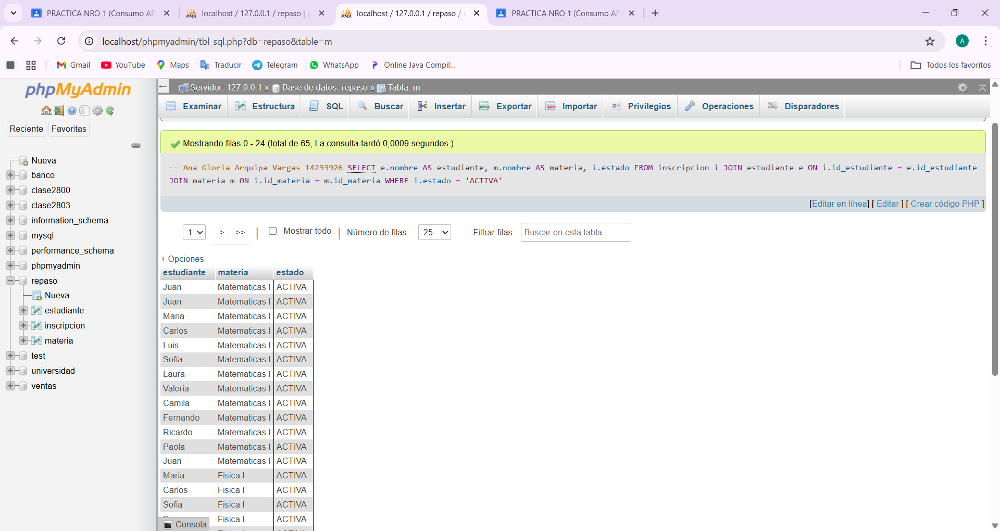 PRACTICA NRO 1 (Consumo AP
localhost / 127.0.0.1 / repaso | p
localhost / 127.0.0.1 / repaso / r
PRACTICA NRO 1 (Consumo AP
localhost/phpmyadmin/tbl_sql.php?db=repaso&table=m
A
Gmail
YouTube
Maps
Traducir
Telegram
WhatsApp
Online Java Compil...
Todos los favoritos
phpMyAdmin
Reciente
Favoritas
Nueva
banco
clase2800
clase2803
information_schema
mysql
performance_schema
phpmyadmin
repaso
Nueva
estudiante
inscripcion
materia
test
universidad
ventas
Servidor: 127.0.0.1 » Base de datos: repaso » Tabla: m
Examinar
Estructura
SQL
Buscar
Insertar
Exportar
Importar
Privilegios
Operaciones
Disparadores
Mostrando filas 0 - 24 (total de 65, La consulta tardó 0,0009 segundos.)
-- Ana Gloria Arquipa Vargas 14293926 SELECT e.nombre AS estudiante, m.nombre AS materia, i.estado FROM inscripcion i JOIN estudiante e ON i.id_estudiante = e.id_estudiante
JOIN materia m ON i.id_materia = m.id_materia WHERE i.estado = 'ACTIVA'
[Editar en línea] [ Editar ] [ Crear código PHP ]
1 > >> | Mostrar todo | Número de filas: 25 Filtrar filas: Buscar en esta tabla
+ Opciones
estudiante materia estado
Juan Matematicas I ACTIVA
Juan Matematicas I ACTIVA
Maria Matematicas I ACTIVA
Carlos Matematicas I ACTIVA
Luis Matematicas I ACTIVA
Sofia Matematicas I ACTIVA
Laura Matematicas I ACTIVA
Valeria Matematicas I ACTIVA
Camila Matematicas I ACTIVA
Fernando Matematicas I ACTIVA
Ricardo Matematicas I ACTIVA
Paola Matematicas I ACTIVA
Juan Matematicas I ACTIVA
Maria Fisica I ACTIVA
Carlos Fisica I ACTIVA
Sofia Fisica I ACTIVA
Fisica I ACTIVA
Consola